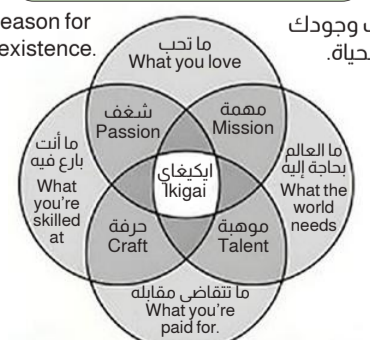 eason for
existence.
ب وجودك
حياة.
ما تحب
What you love
شغف
Passion
مهمة
Mission
ما أنت
بارع فيه
What
you're
skilled
at
ايكيغاي
Ikigai
ما العالم
بحاجة إليه
What the
world
needs
حرفة
Craft
موهبة
Talent
ما تتقاضى مقابله
What you're
paid for.